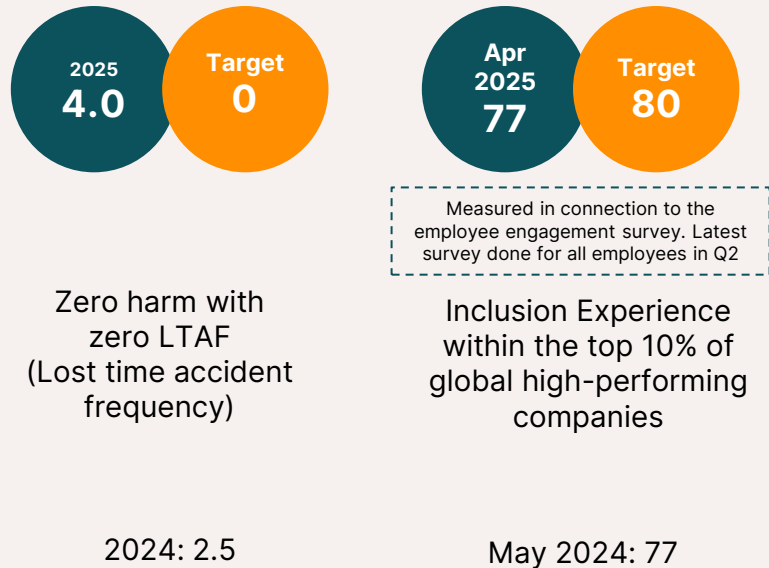 2025
4.0
Target
0
Apr
2025
77
Target
80
Measured in connection to the
employee engagement survey. Latest
survey done for all employees in Q2
Zero harm with
zero LTAF
(Lost time accident
frequency)
Inclusion Experience
within the top 10% of
global high-performing
companies
2024: 2.5
May 2024: 77